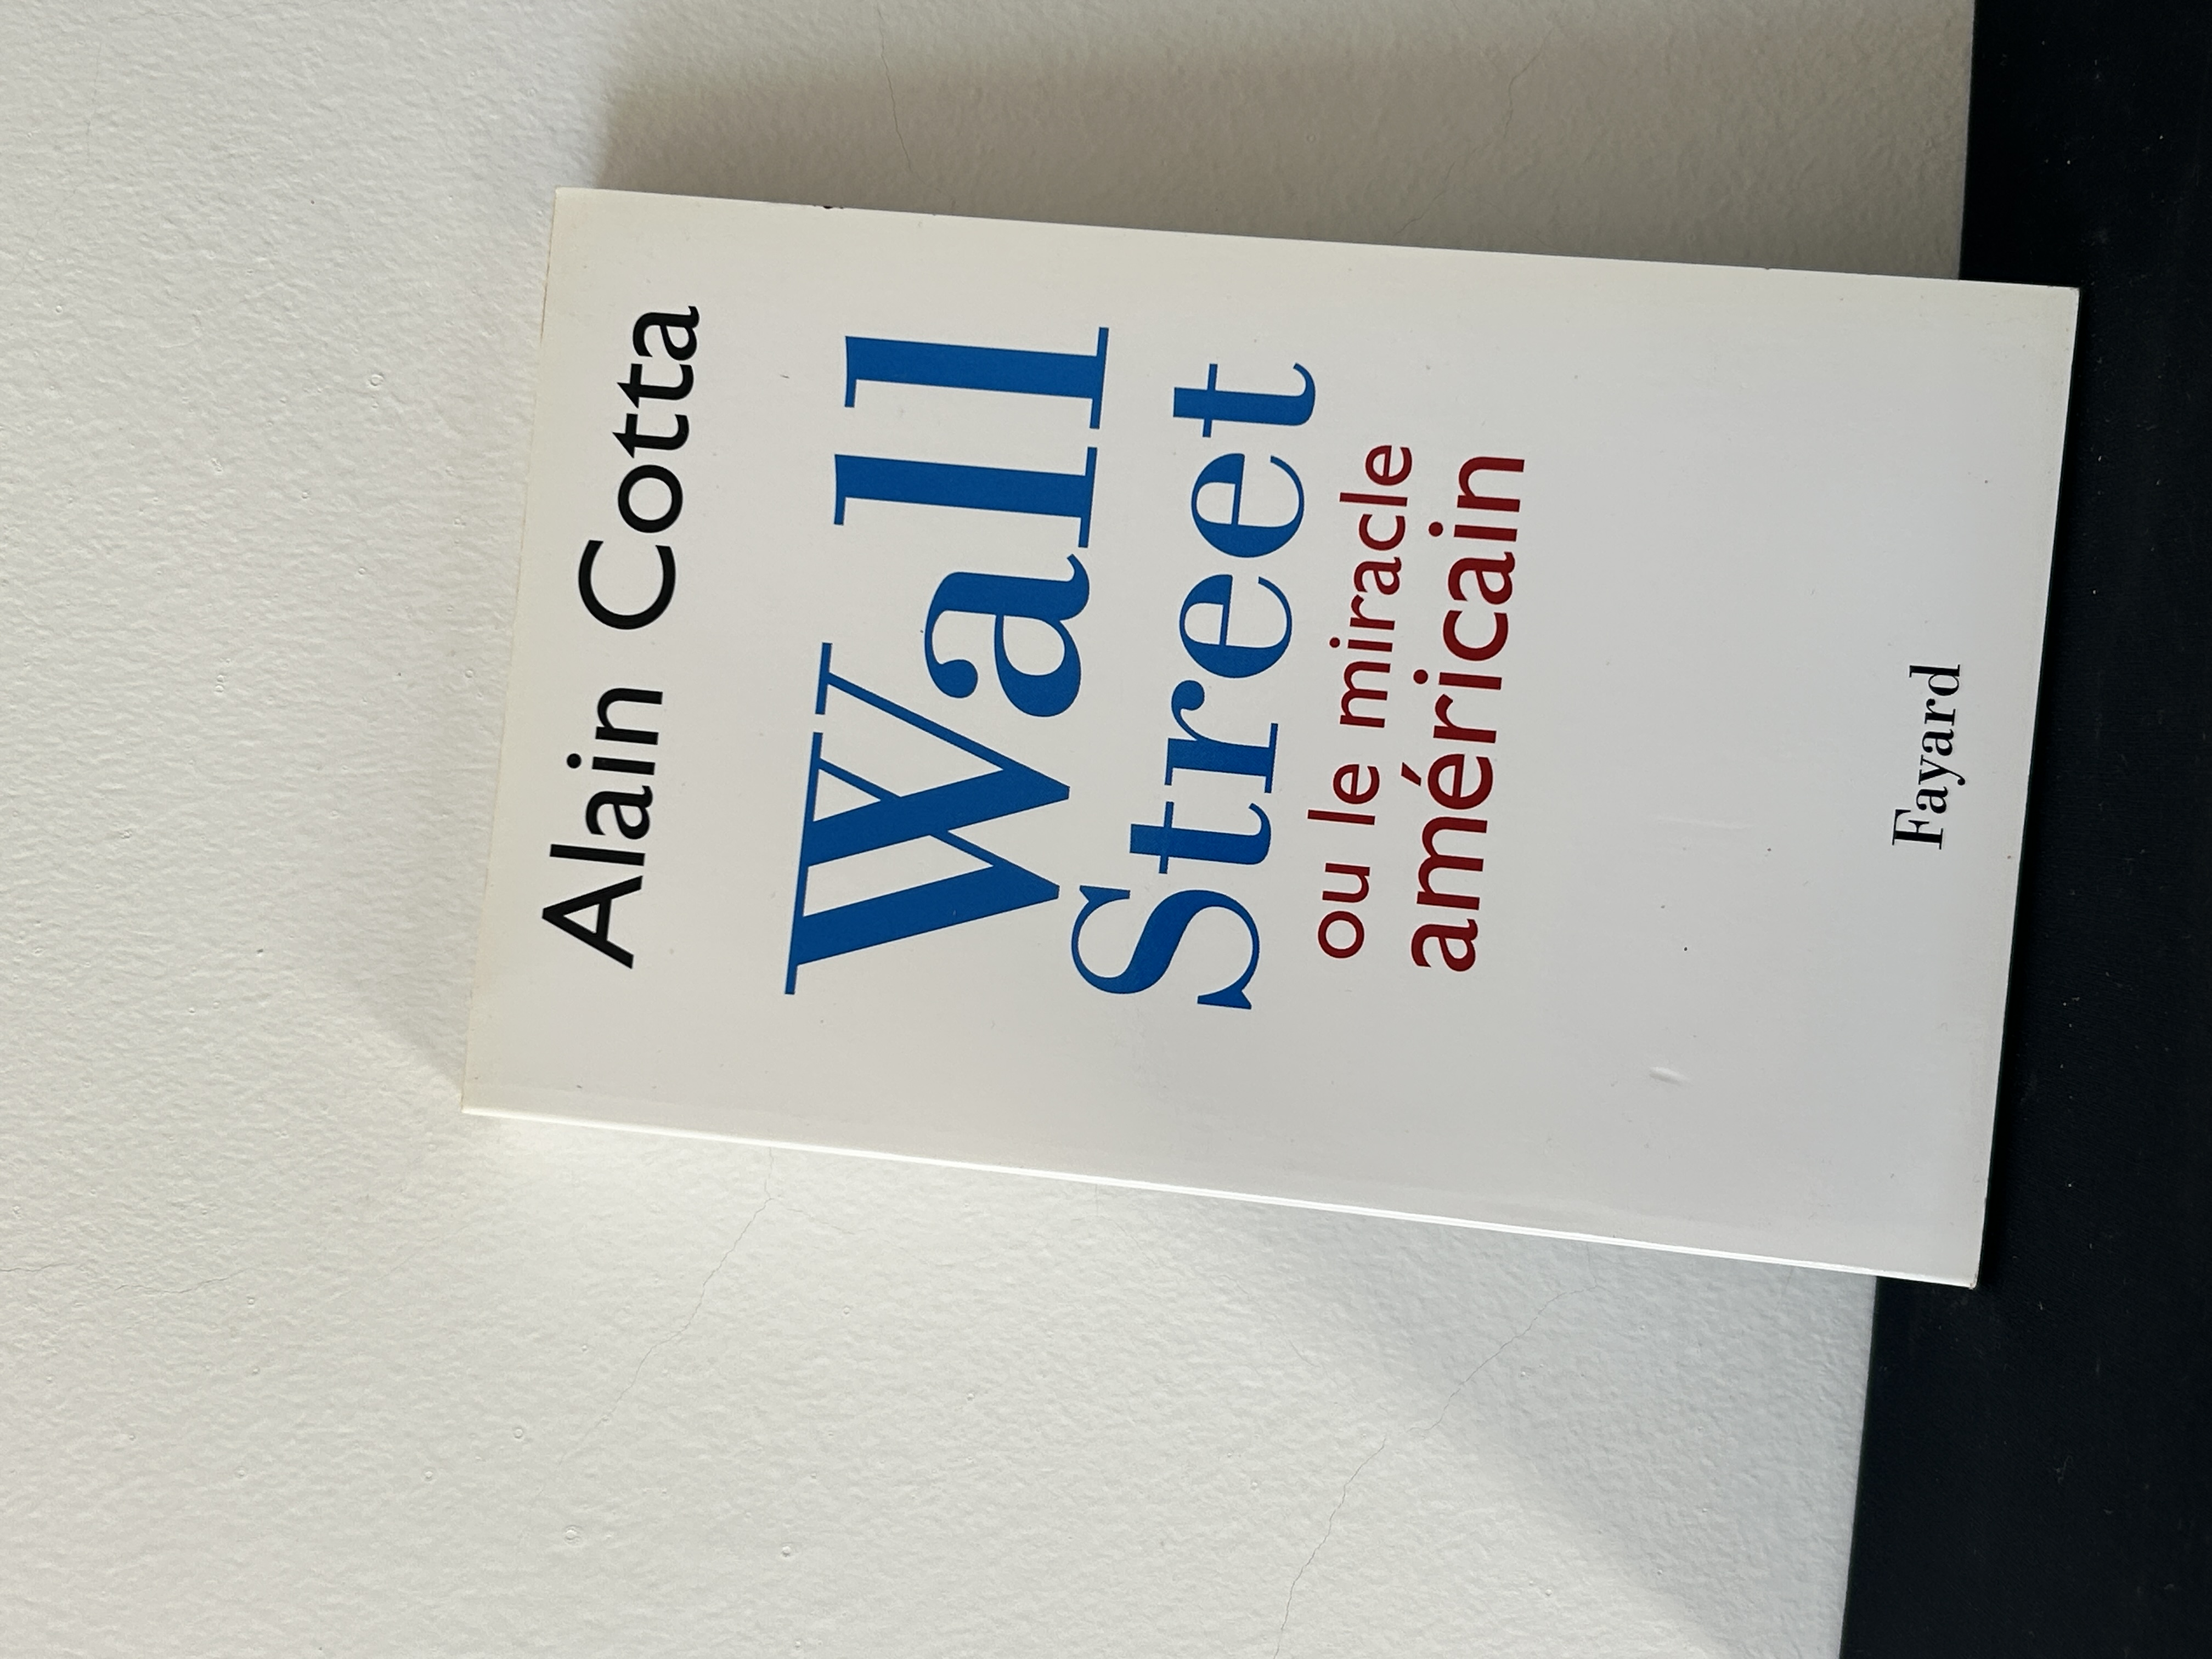 Alain Cotta
Wall
Street
ou le miracle
américain
Fayard